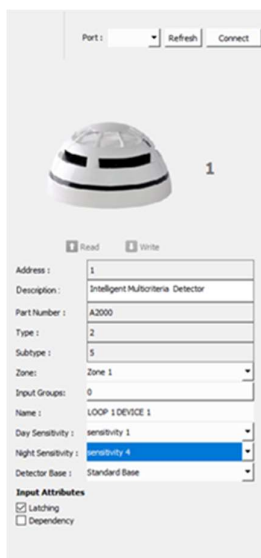 Port : Refresh Connect
1
Read Write
Address : 1
Description : Intelligent Multicriteria Detector
Part Number : A2000
Type : 2
Subtype : 5
Zone: Zone 1
Input Groups: 0
Name : LOOP 1 DEVICE 1
Day Sensitivity : sensitivity 1
Night Sensitivity : sensitivity 4
Detector Base : Standard Base
Input Attributes
Latching
Dependency